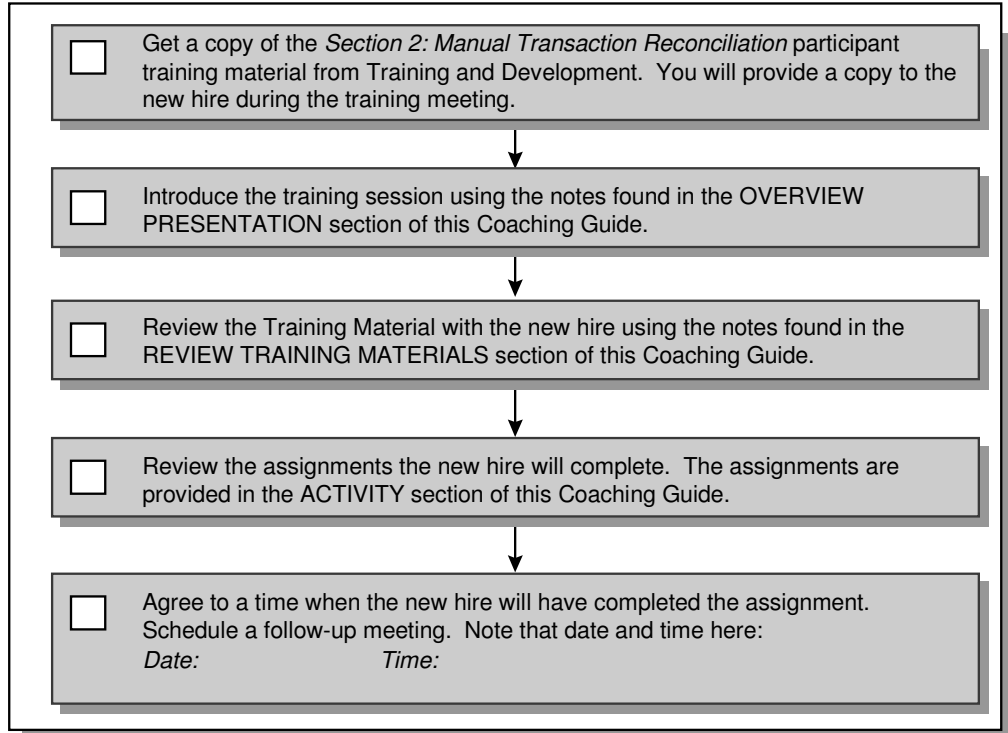 Get a copy of the Section 2: Manual Transaction Reconciliation participant
training material from Training and Development.  You will provide a copy to the
new hire during the training meeting.
Introduce the training session using the notes found in the OVERVIEW
PRESENTATION section of this Coaching Guide.
Review the Training Material with the new hire using the notes found in the
REVIEW TRAINING MATERIALS section of this Coaching Guide.
Review the assignments the new hire will complete.  The assignments are
provided in the ACTIVITY section of this Coaching Guide.
Agree to a time when the new hire will have completed the assignment.
Schedule a follow-up meeting.  Note that date and time here:
Date: Time: